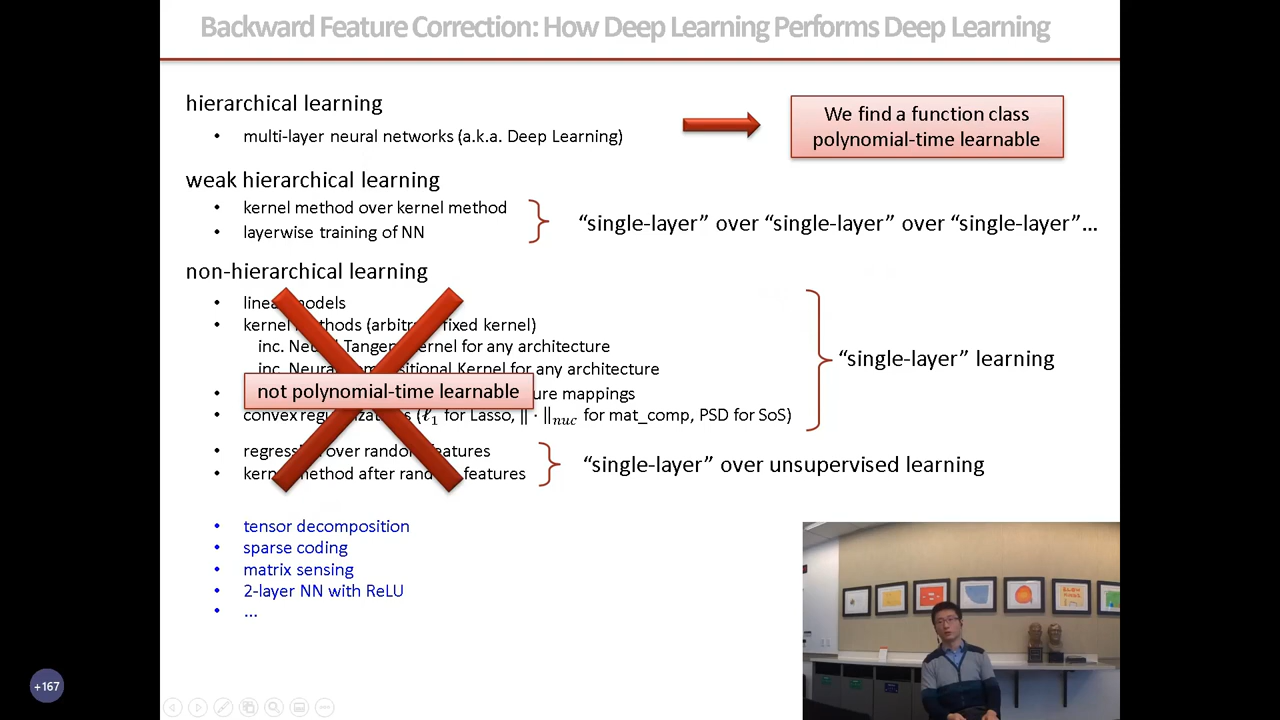 Backward Feature Correction: How Deep Learning Performs Deep Learning
hierarchical learning
• multi-layer neural networks (a.k.a. Deep Learning)
We find a function class
polynomial-time learnable
weak hierarchical learning
• kernel method over kernel method
• layerwise training of NN
“single-layer” over “single-layer” over “single-layer”...
non-hierarchical learning
• linear models
• kernel methods (arbitrary fixed kernel)
inc. Neural Tangent Kernel for any architecture
inc. Neural Compositional Kernel for any architecture
not polynomial-time learnable
• mappings
• convex regularizations (ℓ₁ for Lasso, ‖·‖nuc for mat_comp, PSD for SoS)
“single-layer” learning
regression over random features
• kernel method after random features
“single-layer” over unsupervised learning
• tensor decomposition
• sparse coding
• matrix sensing
• 2-layer NN with ReLU
• ...
+167